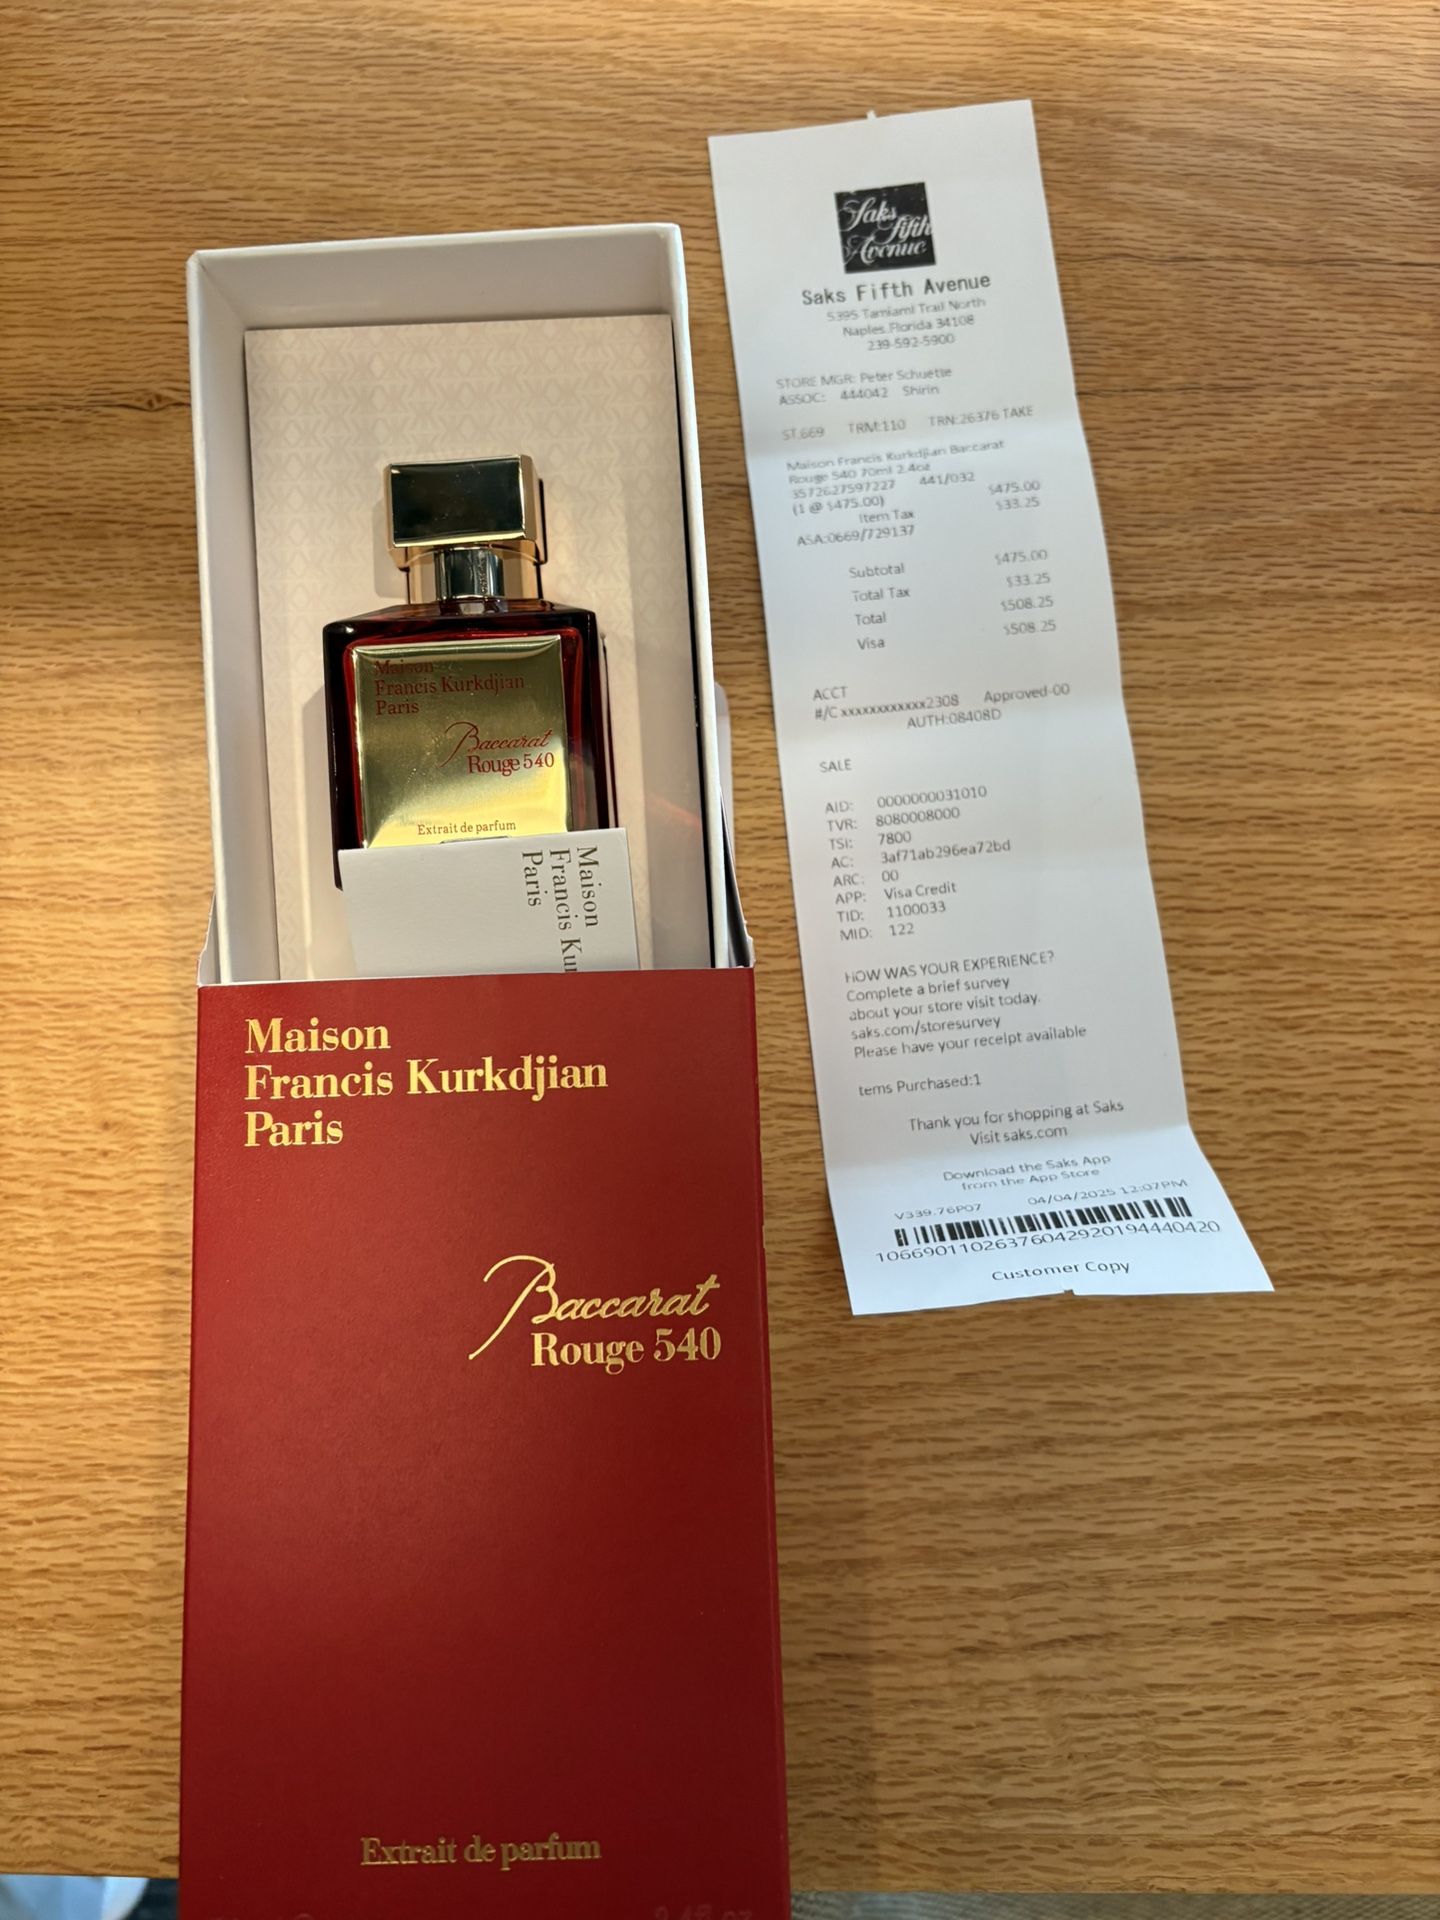 Maison
Francis Kurkdjian
Paris
Baccarat
Rouge 540
Extrait de parfum
Maison
Francis Kur
Paris
Maison
Francis Kurkdjian
Paris
Baccarat
Rouge 540
Extrait de parfum
Saks
Fifth
Avenue
Saks Fifth Avenue
5395 Tamiami Trail North
Naples Florida 34108
239-592-5900
STORE MGR: Peter Schuette
ASSOC: 444042 Shirin
ST:669 TRM:110 TRN:26376 TAKE
Maison Francis Kurkdjian Baccarat
Rouge 540 70ml 2.4oz
3572627597227 441/032 $475.00
(1 @ $475.00)
Item Tax $33.25
ASA:0669/729137
Subtotal $475.00
Total Tax $33.25
Total $508.25
Visa $508.25
ACCT
#/C xxxxxxxxxxxx2308 Approved-00
AUTH:08408D
SALE
AID: 0000000031010
TVR: 8080008000
TSI: 7800
AC: 3af71ab296ea72bd
ARC: 00
APP: Visa Credit
TID: 1100033
MID: 122
HOW WAS YOUR EXPERIENCE?
Complete a brief survey
about your store visit today.
saks.com/storesurvey
Please have your receipt available
tems Purchased:1
Thank you for shopping at Saks
Visit saks.com
Download the Saks App
from the App Store
V339.76P07 04/04/2025 12:07PM
10669011026376042920194440420
Customer Copy